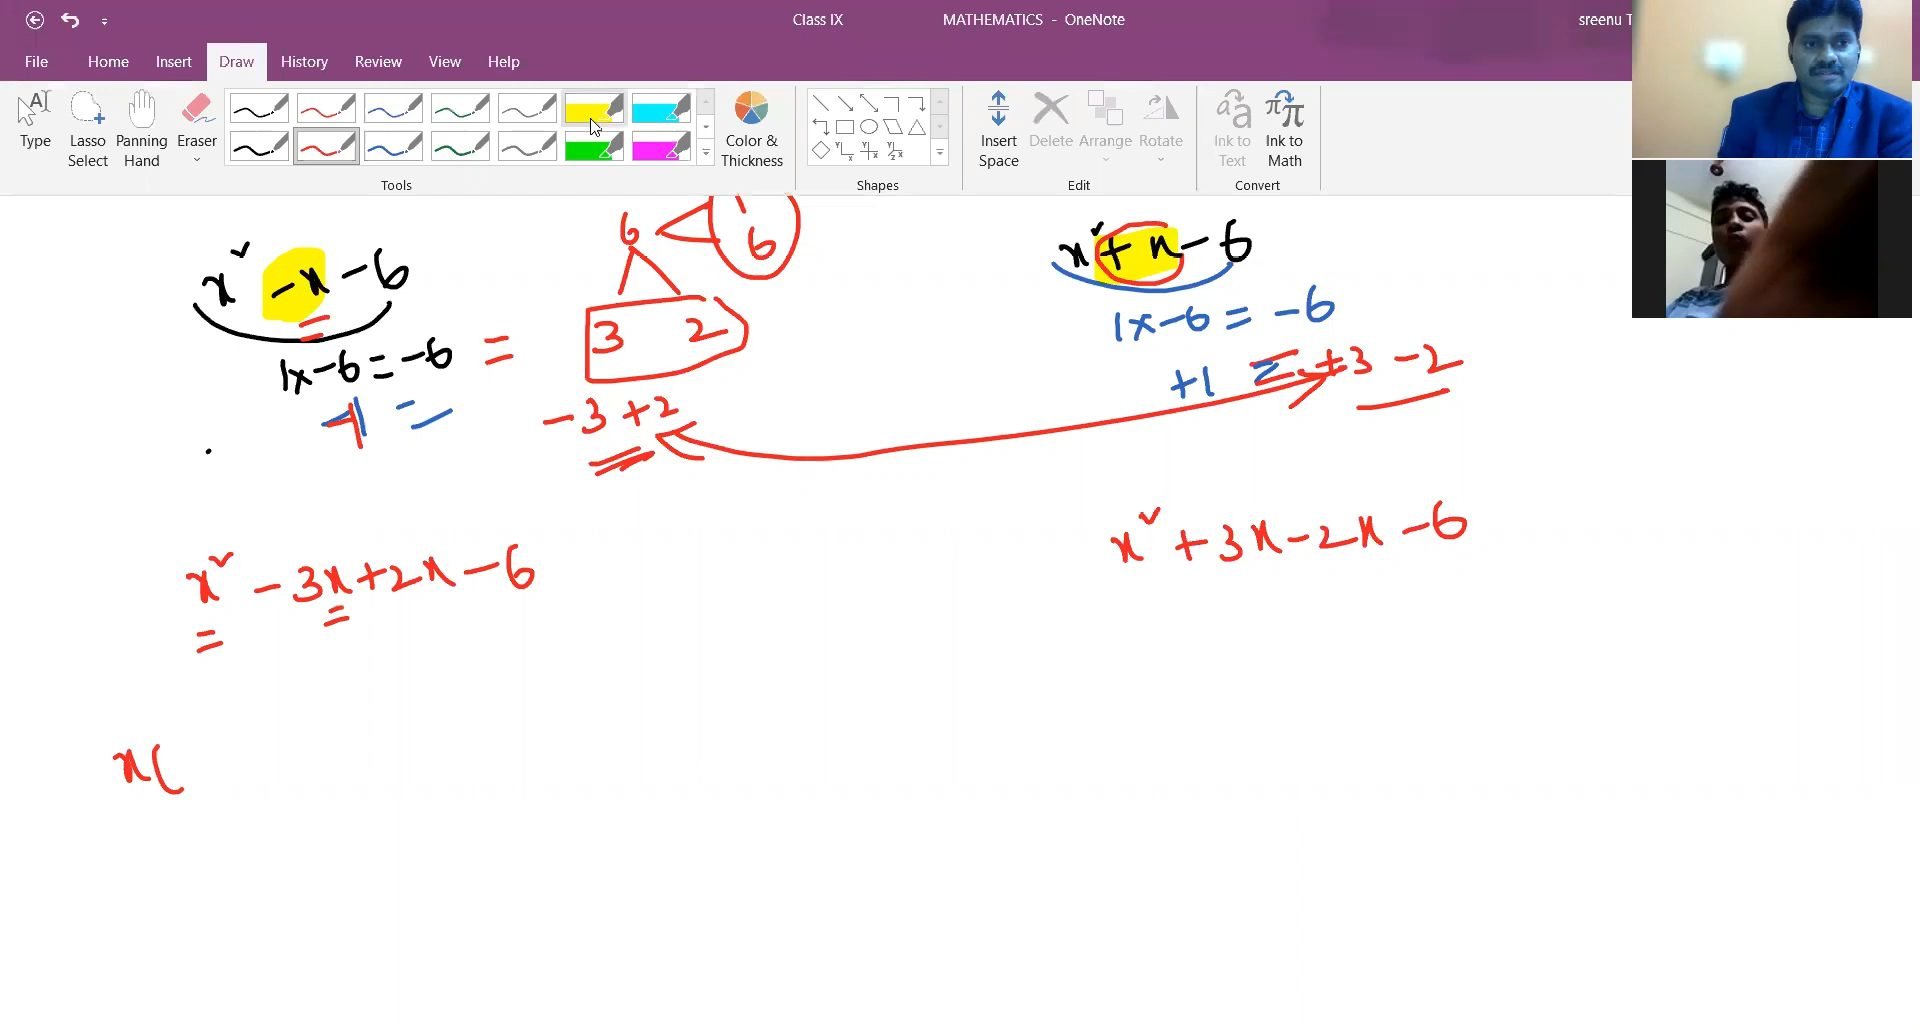 Class IX MATHEMATICS - OneNote sreenu T
File Home Insert Draw History Review View Help
Type Lasso Select Panning Hand Eraser Color & Thickness Insert Space Delete Arrange Rotate Ink to Text Ink to Math
Tools Shapes Edit Convert
6 6
x² -x-6
x²+x-6
3 2
1x-6=-6 =
1x-6 = -6
-1 = -3+2
+1 = +3 -2
x² -3x+2x-6
x² +3x-2x-6
x(